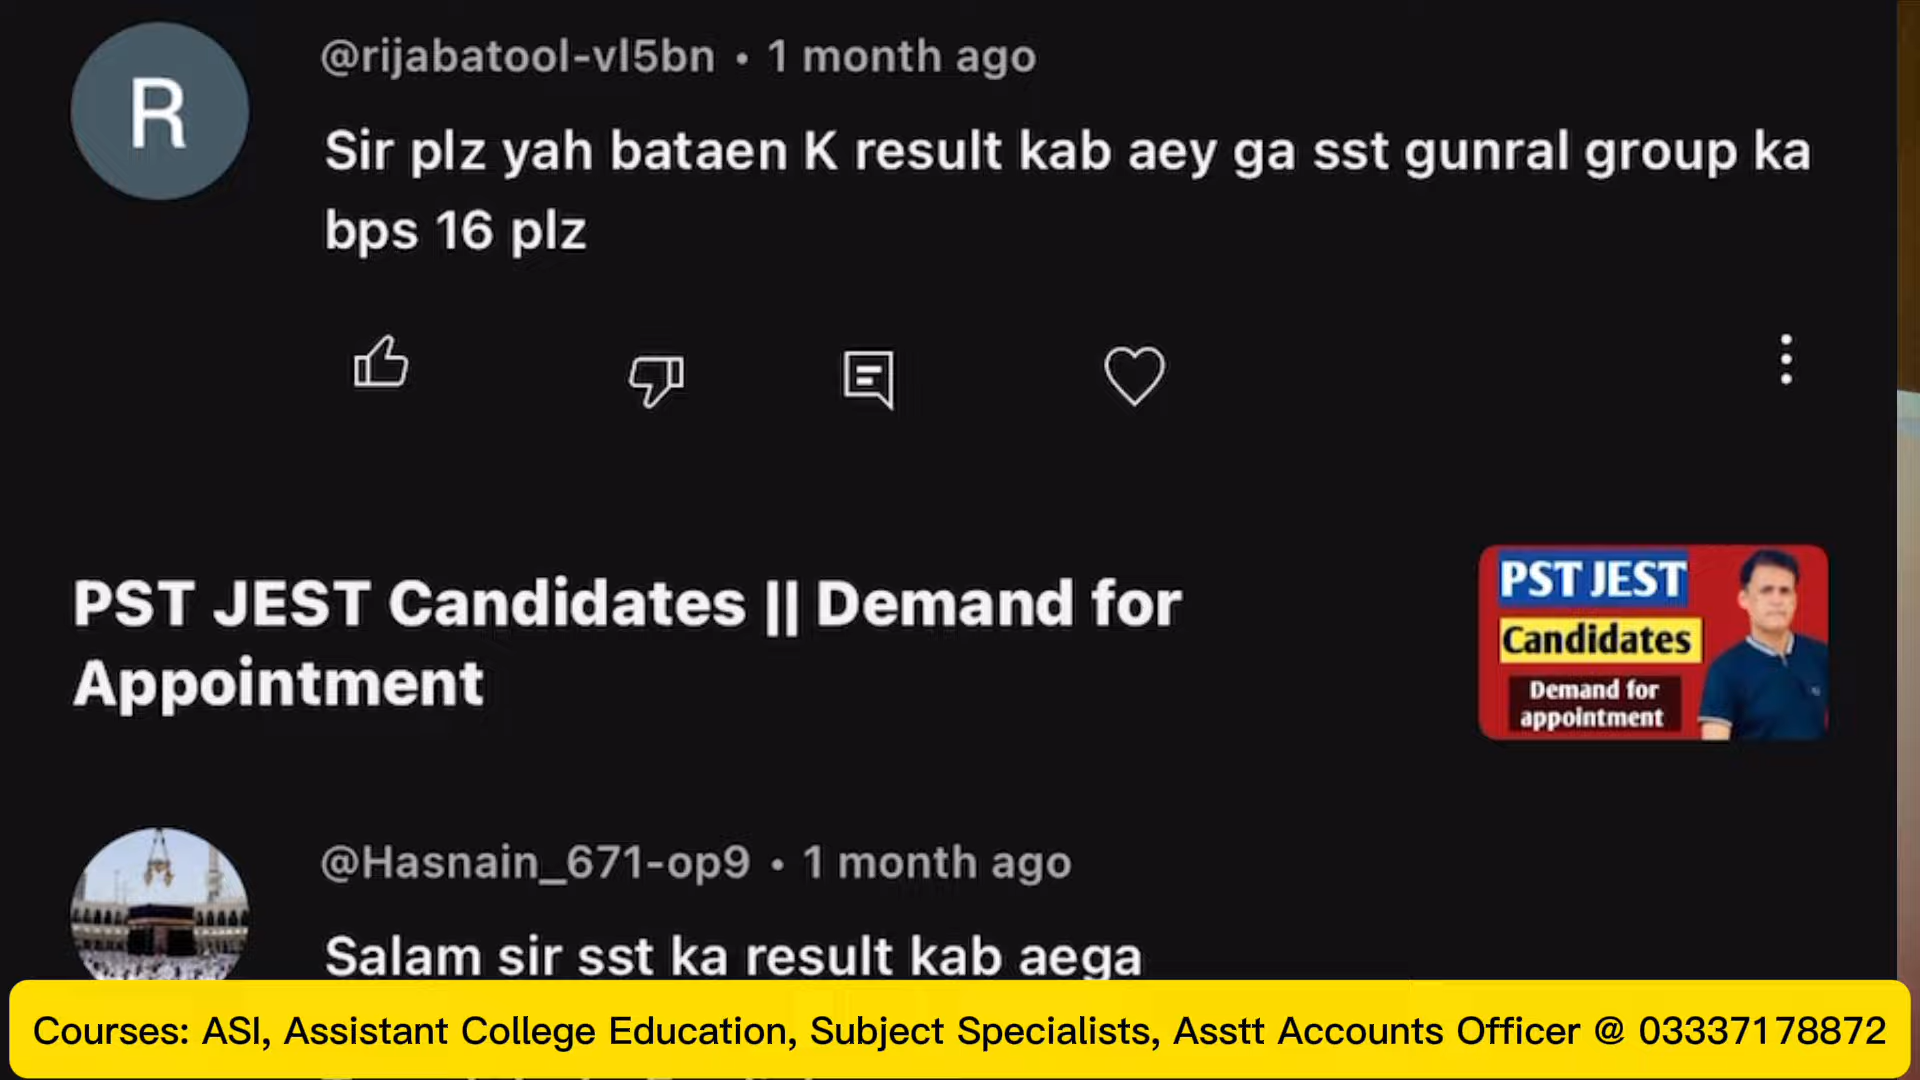 R
@rijabatool-vl5bn • 1 month ago
Sir plz yah bataen K result kab aey ga sst gunral group ka
bps 16 plz
PST JEST Candidates || Demand for
Appointment
PST JEST
Candidates
Demand for
appointment
@Hasnain_671-op9 • 1 month ago
Salam sir sst ka result kab aega
Courses: ASI, Assistant College Education, Subject Specialists, Asstt Accounts Officer @ 03337178872